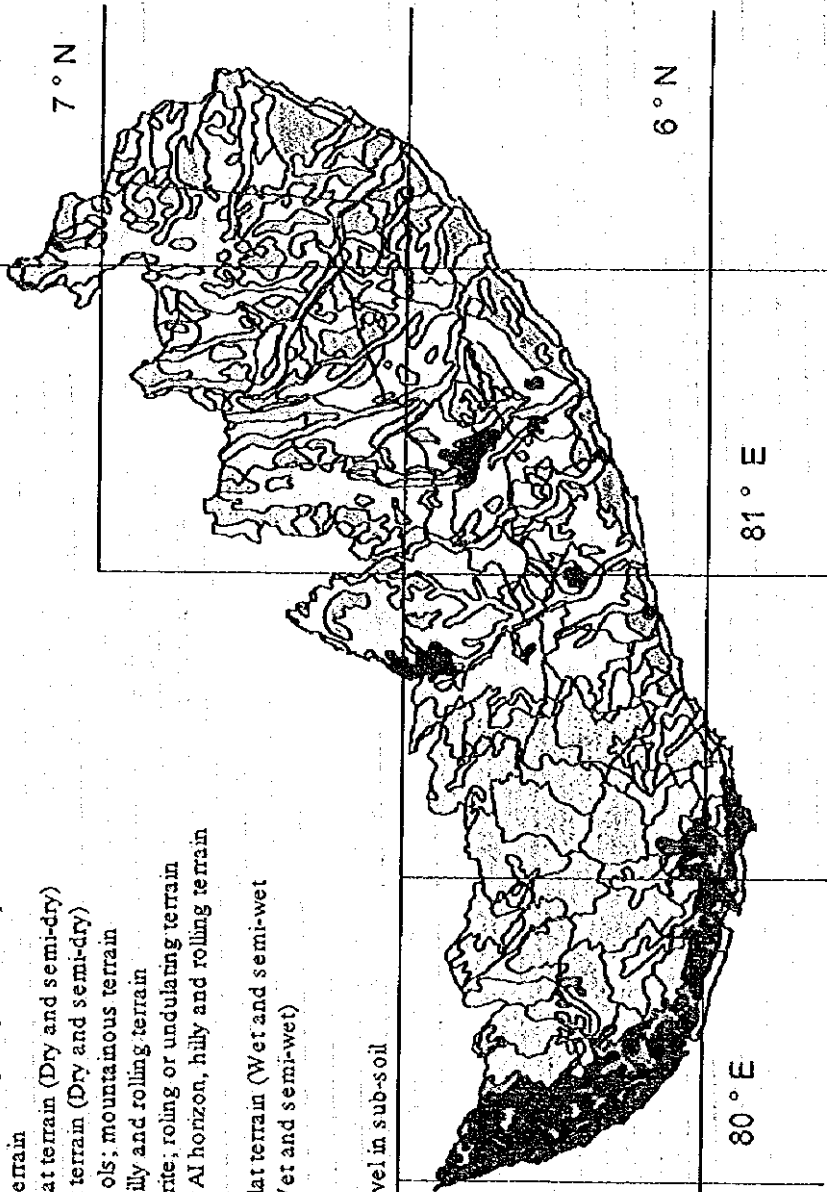 errain
at terrain (Dry and semi-dry)
terrain (Dry and semi-dry)
ols; mountainous terrain
illy and rolling terrain
rite; roling or undulating terrain
Al horizon, hilly and rolling terrain
lat terrain (Wet and semi-wet
Vet and semi-wet)
vel in sub-soil
7° N
6° N
80° E
81° E